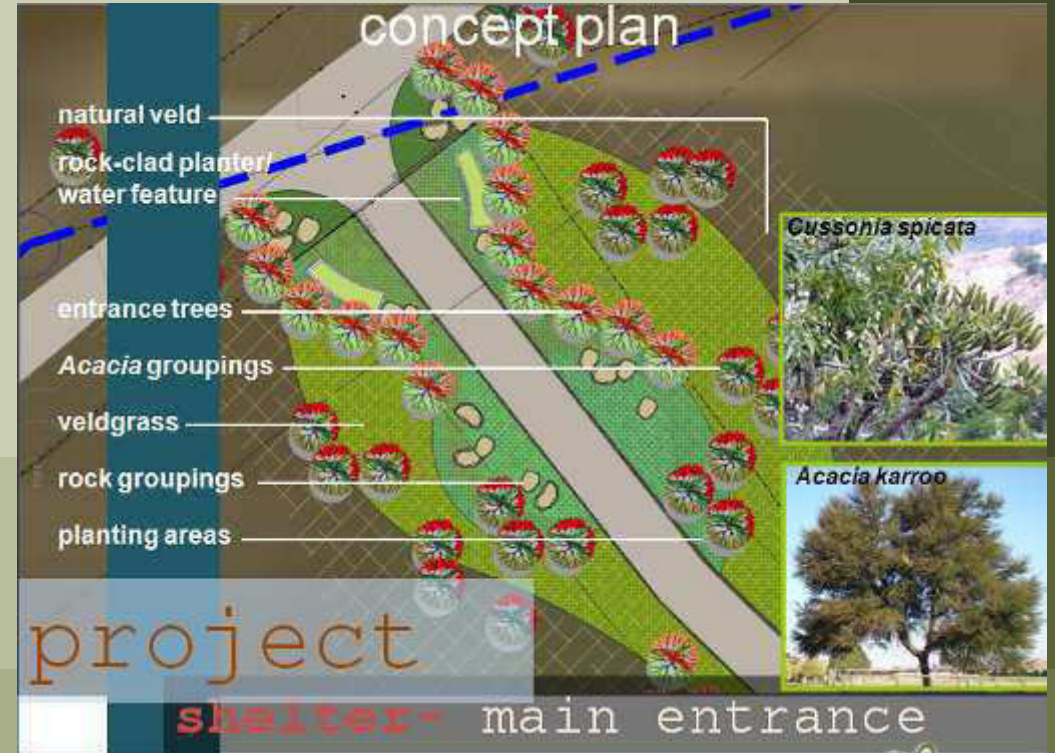 concept plan
natural veld
rock-clad planter/
water feature
entrance trees
Acacia groupings
veldgrass
rock groupings
planting areas
Cussonia spicata
Acacia karroo
project
shelter- main entrance